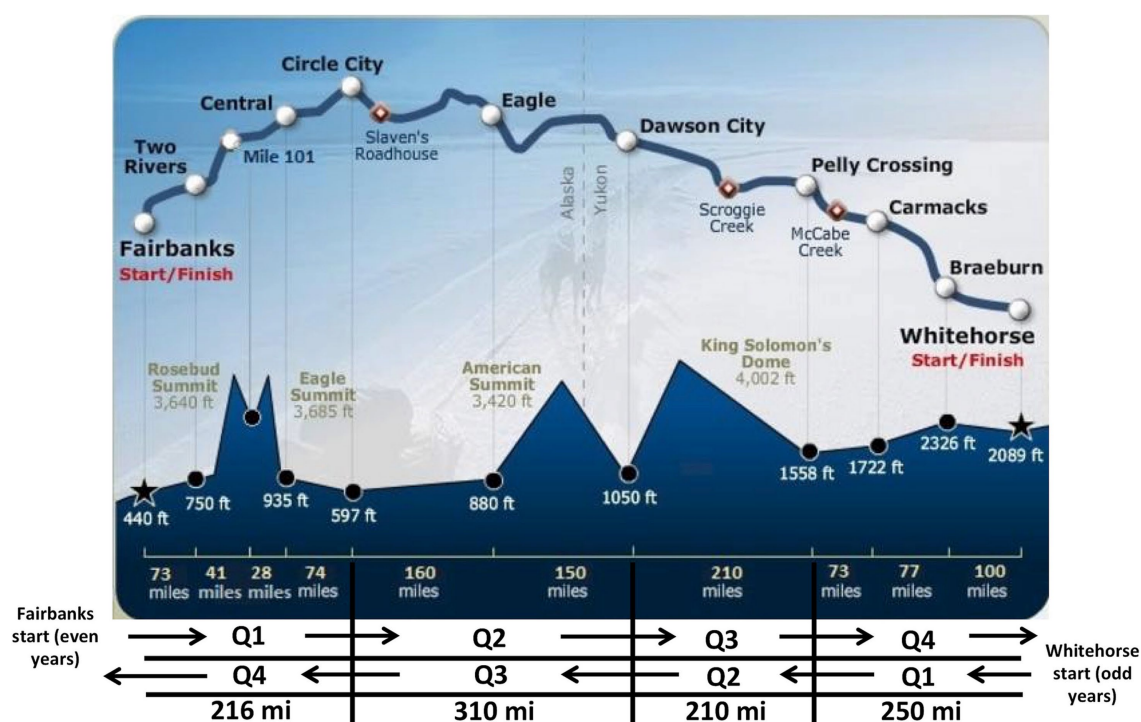 Circle City
Central
Eagle
Slaven's
Roadhouse
Two
Rivers
Mile 101
Dawson City
Pelly Crossing
Alaska
Yukon
Scroggie
Creek
McCabe
Creek
Carmacks
Fairbanks
Start/Finish
Braeburn
Whitehorse
Start/Finish
Rosebud
Summit
3,640 ft
Eagle
Summit
3,685 ft
American
Summit
3,420 ft
King Solomon's
Dome
4,002 ft
440 ft
750 ft
935 ft
597 ft
880 ft
1050 ft
1558 ft
1722 ft
2326 ft
2089 ft
73 41 28 74 160 150 210 73 77 100
miles miles miles miles miles miles miles miles miles miles
Fairbanks
start (even
years)
Q1 Q2 Q3 Q4
Q4 Q3 Q2 Q1
Whitehorse
start (odd
years)
216 mi 310 mi 210 mi 250 mi